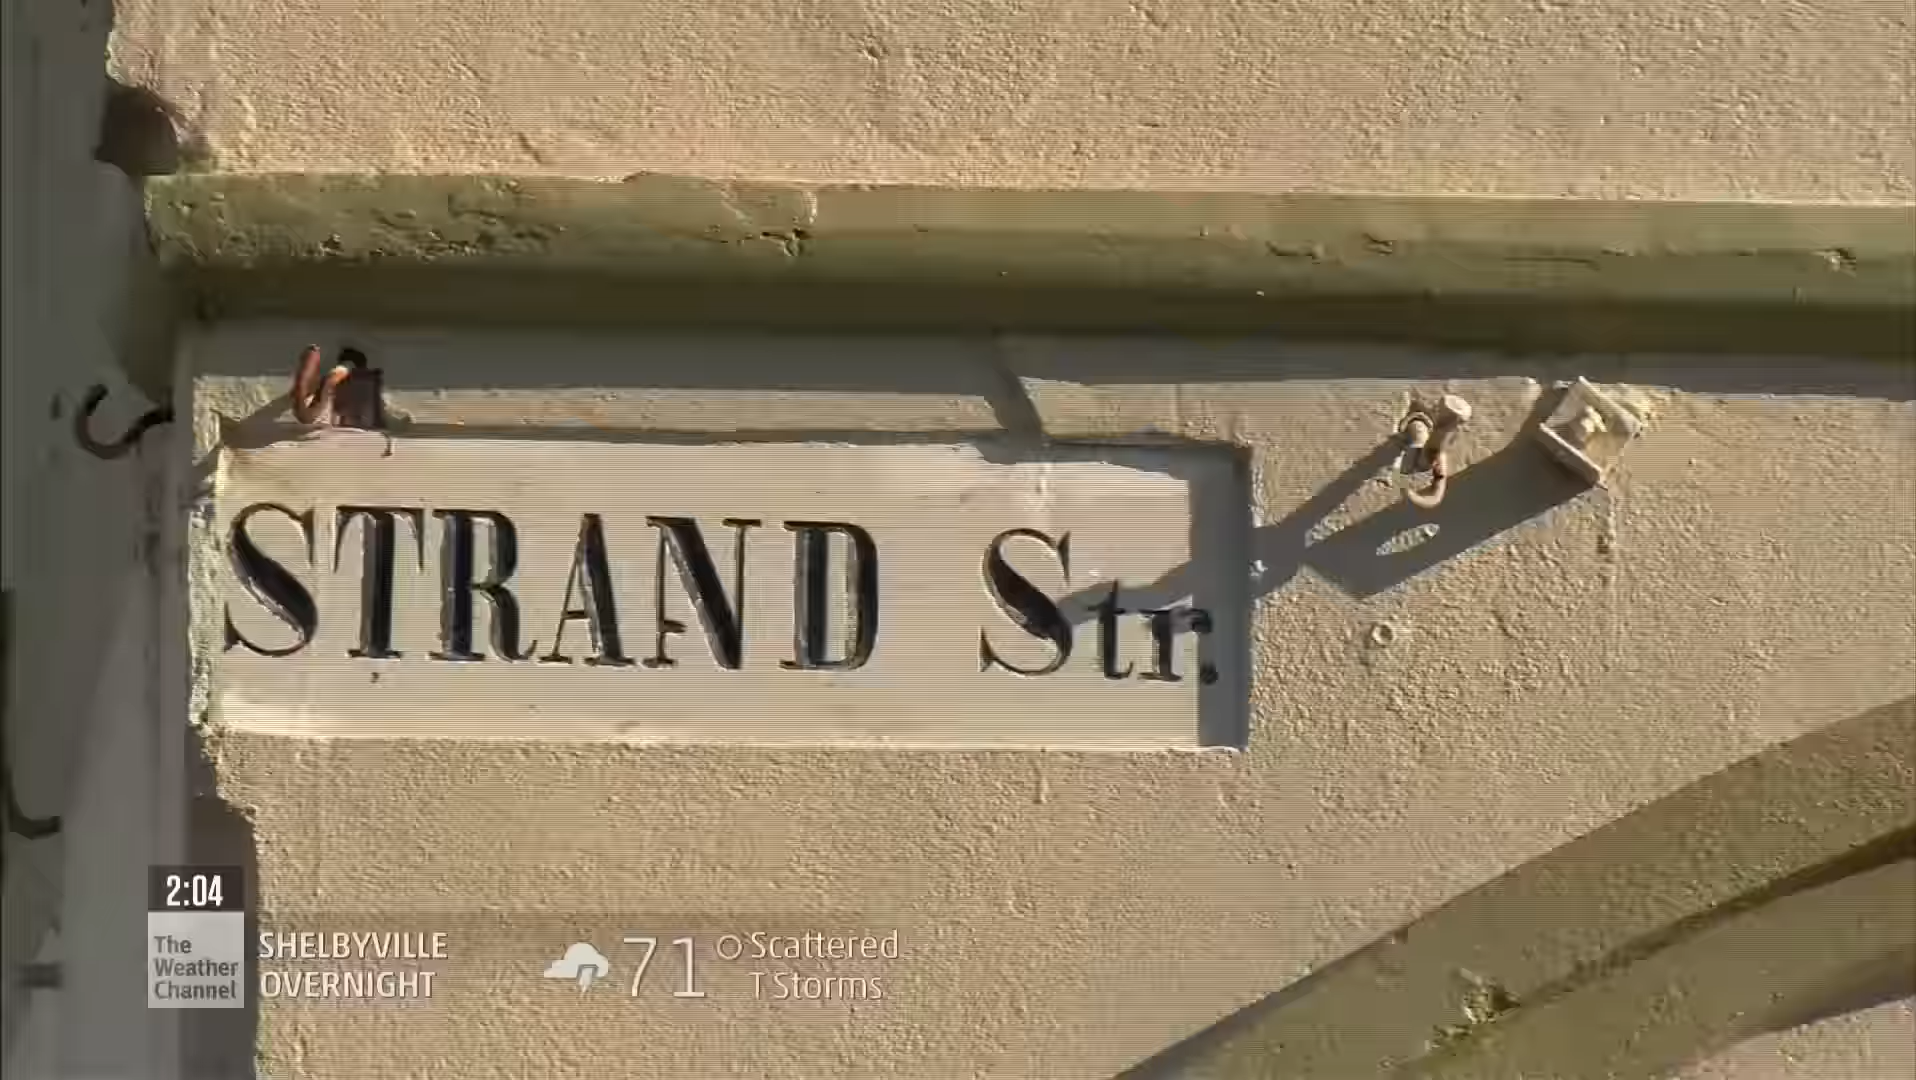 STRAND Str.
2:04
The
Weather
Channel
SHELBYVILLE
OVERNIGHT
71° Scattered
T Storms